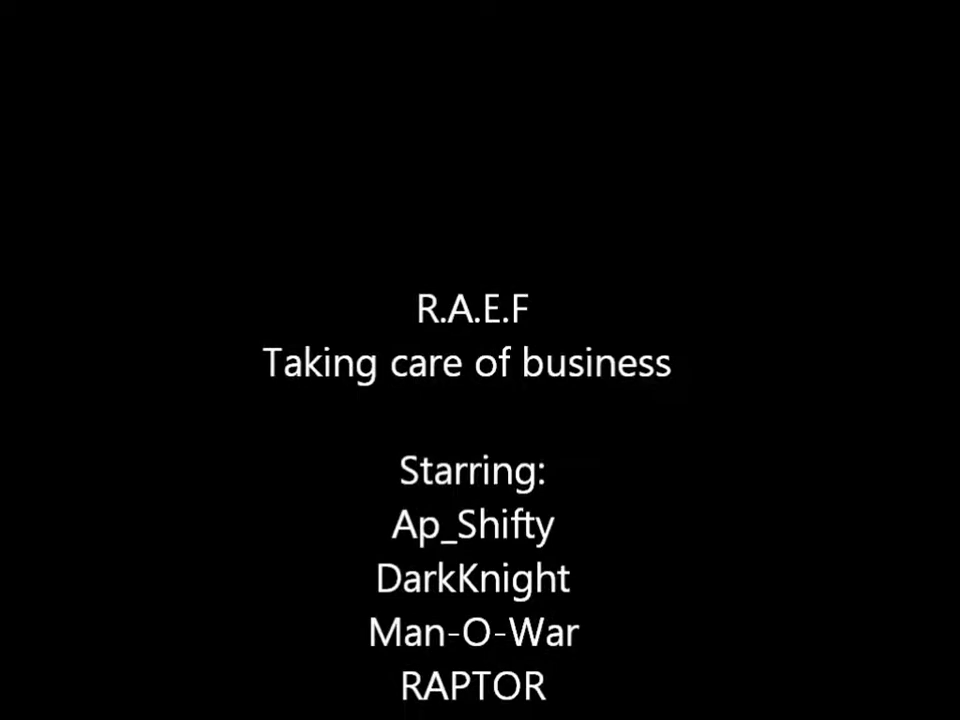 R.A.E.F
Taking care of business
Starring:
Ap_Shifty
DarkKnight
Man-O-War
RAPTOR